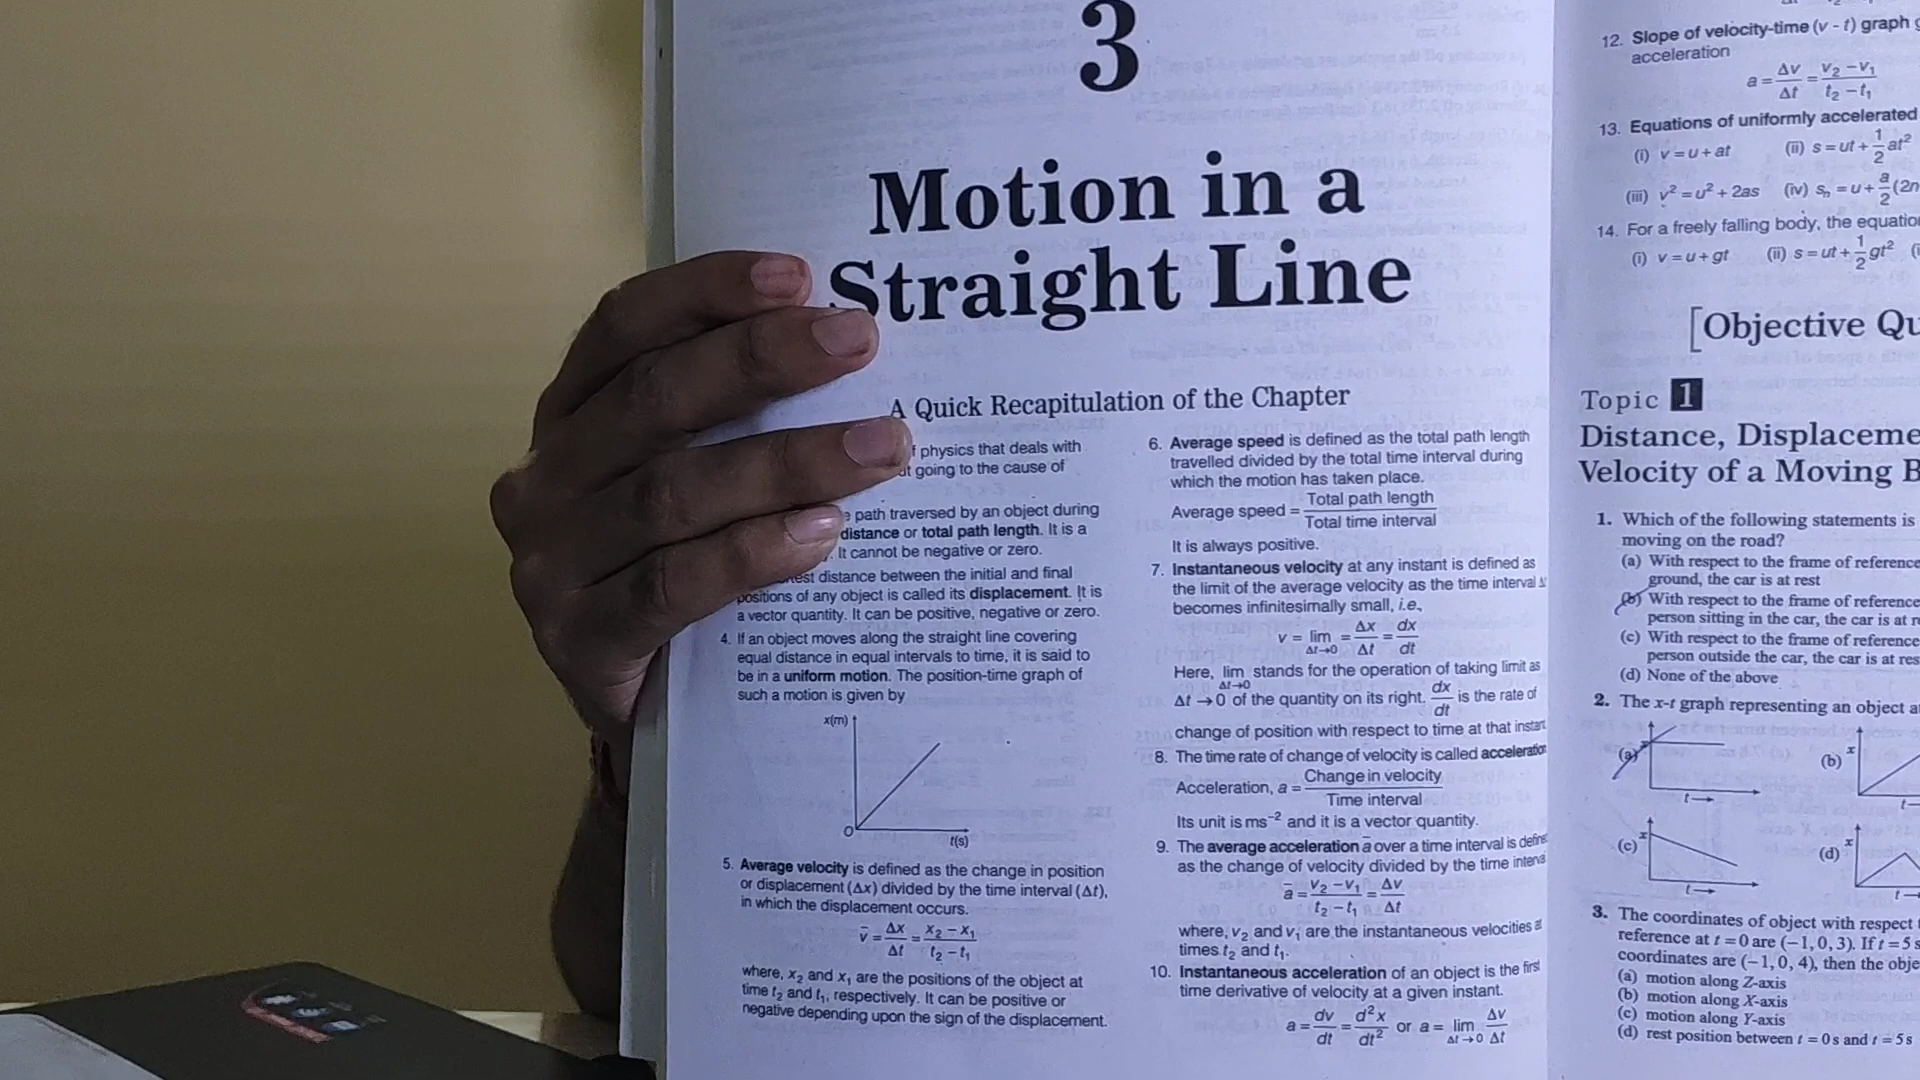 3
Motion in a
Straight Line
A Quick Recapitulation of the Chapter
physics that deals with
going to the cause of
path traversed by an object during
distance or total path length. It is a
It cannot be negative or zero.
distance between the initial and final
positions of any object is called its displacement. It is
a vector quantity. It can be positive, negative or zero.
4. If an object moves along the straight line covering
equal distance in equal intervals to time, it is said to
be in a uniform motion. The position-time graph of
such a motion is given by
x(m)
O
t(s)
5. Average velocity is defined as the change in position
or displacement (Δx) divided by the time interval (Δt),
in which the displacement occurs.
v̄ = Δx/Δt = (x₂ − x₁)/(t₂ − t₁)
where, x₂ and x₁ are the positions of the object at
time t₂ and t₁, respectively. It can be positive or
negative depending upon the sign of the displacement.
6. Average speed is defined as the total path length
travelled divided by the total time interval during
which the motion has taken place.
Average speed = Total path length / Total time interval
It is always positive.
7. Instantaneous velocity at any instant is defined as
the limit of the average velocity as the time interval
becomes infinitesimally small, i.e.,
v = lim Δt→0 = Δx/Δt = dx/dt
Here, lim Δt→0 stands for the operation of taking limit as
Δt → 0 of the quantity on its right. dx/dt is the rate of
change of position with respect to time at that instant
8. The time rate of change of velocity is called acceleration
Acceleration, a = Change in velocity / Time interval
Its unit is ms⁻² and it is a vector quantity.
9. The average acceleration ā over a time interval is
as the change of velocity divided by the time
ā = (v₂ − v₁)/(t₂ − t₁) = Δv/Δt
where, v₂ and v₁ are the instantaneous velocities
times t₂ and t₁.
10. Instantaneous acceleration of an object is the first
time derivative of velocity at a given instant.
a = dv/dt = d²x/dt² or a = lim Δt→0 Δv/Δt
12. Slope of velocity-time (v - t) graph
acceleration
a = Δv/Δt = (v₂ − v₁)/(t₂ − t₁)
13. Equations of uniformly accelerated
(i) v = u + at (ii) s = ut + 1/2 at²
(iii) v² = u² + 2as (iv) sₙ = u + a/2 (2n
14. For a freely falling body, the
(i) v = u + gt (ii) s = ut + 1/2 gt²
[Objective
Topic 1
Distance,
Velocity of a Moving
1. Which of the following statements is
moving on the road?
(a) With respect to the frame of reference
ground, the car is at rest
(b) With respect to the frame of reference
person sitting in the car, the car is at
(c) With respect to the frame of reference
person outside the car, the car is at
(d) None of the above
2. The x-t graph representing an object
(a) x t
(b) x t
(c) x t
(d) x t
3. The coordinates of object with respect
reference at t = 0 are (−1, 0, 3). If t = 5 s
coordinates are (−1, 0, 4), then the
(a) motion along Z-axis
(b) motion along X-axis
(c) motion along Y-axis
(d) rest position between t = 0 s and t = 5 s